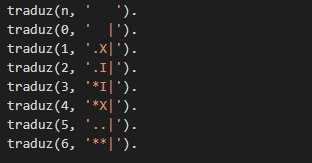 traduz(n, '   ').
traduz(0, '  |').
traduz(1, '.X|').
traduz(2, '.I|').
traduz(3, '*I|').
traduz(4, '*X|').
traduz(5, '..|').
traduz(6, '**|').